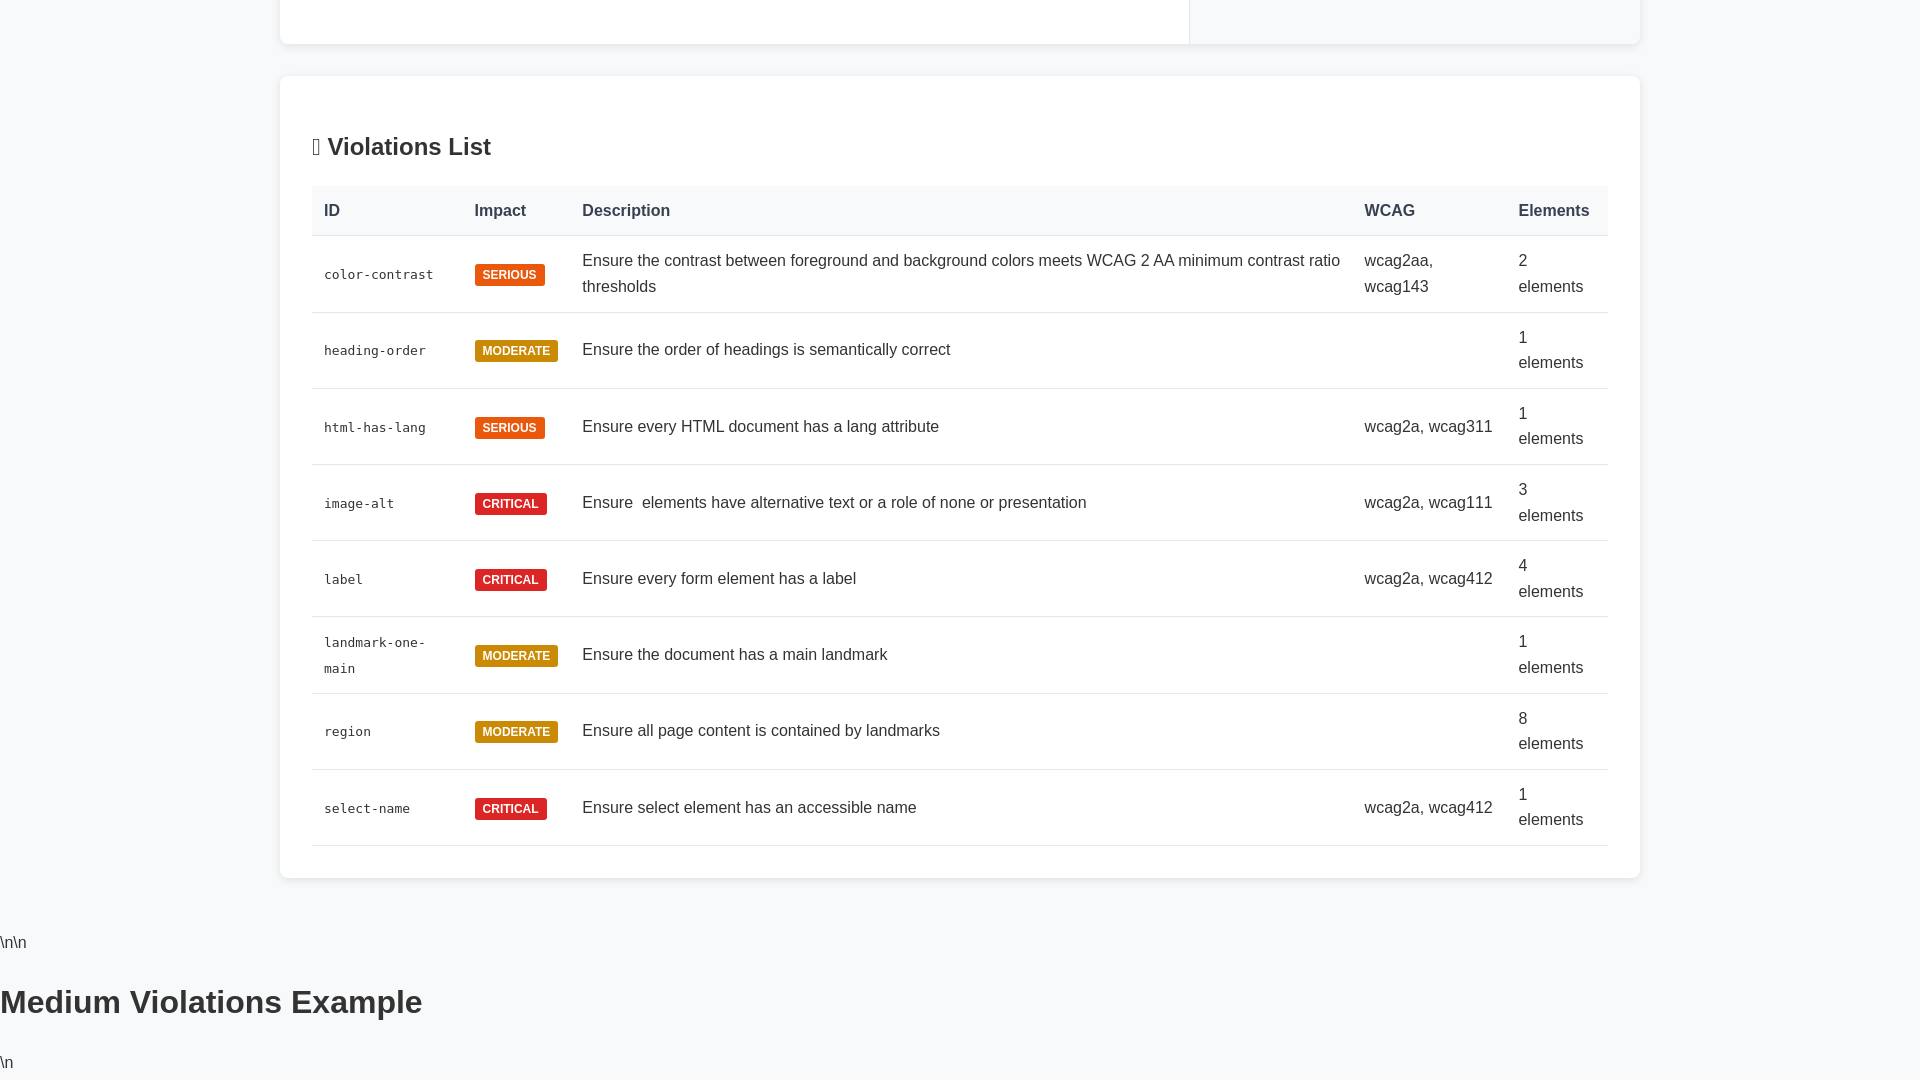 Violations List
ID Impact Description WCAG Elements
color-contrast SERIOUS Ensure the contrast between foreground and background colors meets WCAG 2 AA minimum contrast ratio thresholds wcag2aa, wcag143 2 elements
heading-order MODERATE Ensure the order of headings is semantically correct 1 elements
html-has-lang SERIOUS Ensure every HTML document has a lang attribute wcag2a, wcag311 1 elements
image-alt CRITICAL Ensure  elements have alternative text or a role of none or presentation wcag2a, wcag111 3 elements
label CRITICAL Ensure every form element has a label wcag2a, wcag412 4 elements
landmark-one-main MODERATE Ensure the document has a main landmark 1 elements
region MODERATE Ensure all page content is contained by landmarks 8 elements
select-name CRITICAL Ensure select element has an accessible name wcag2a, wcag412 1 elements
\n\n
Medium Violations Example
\n